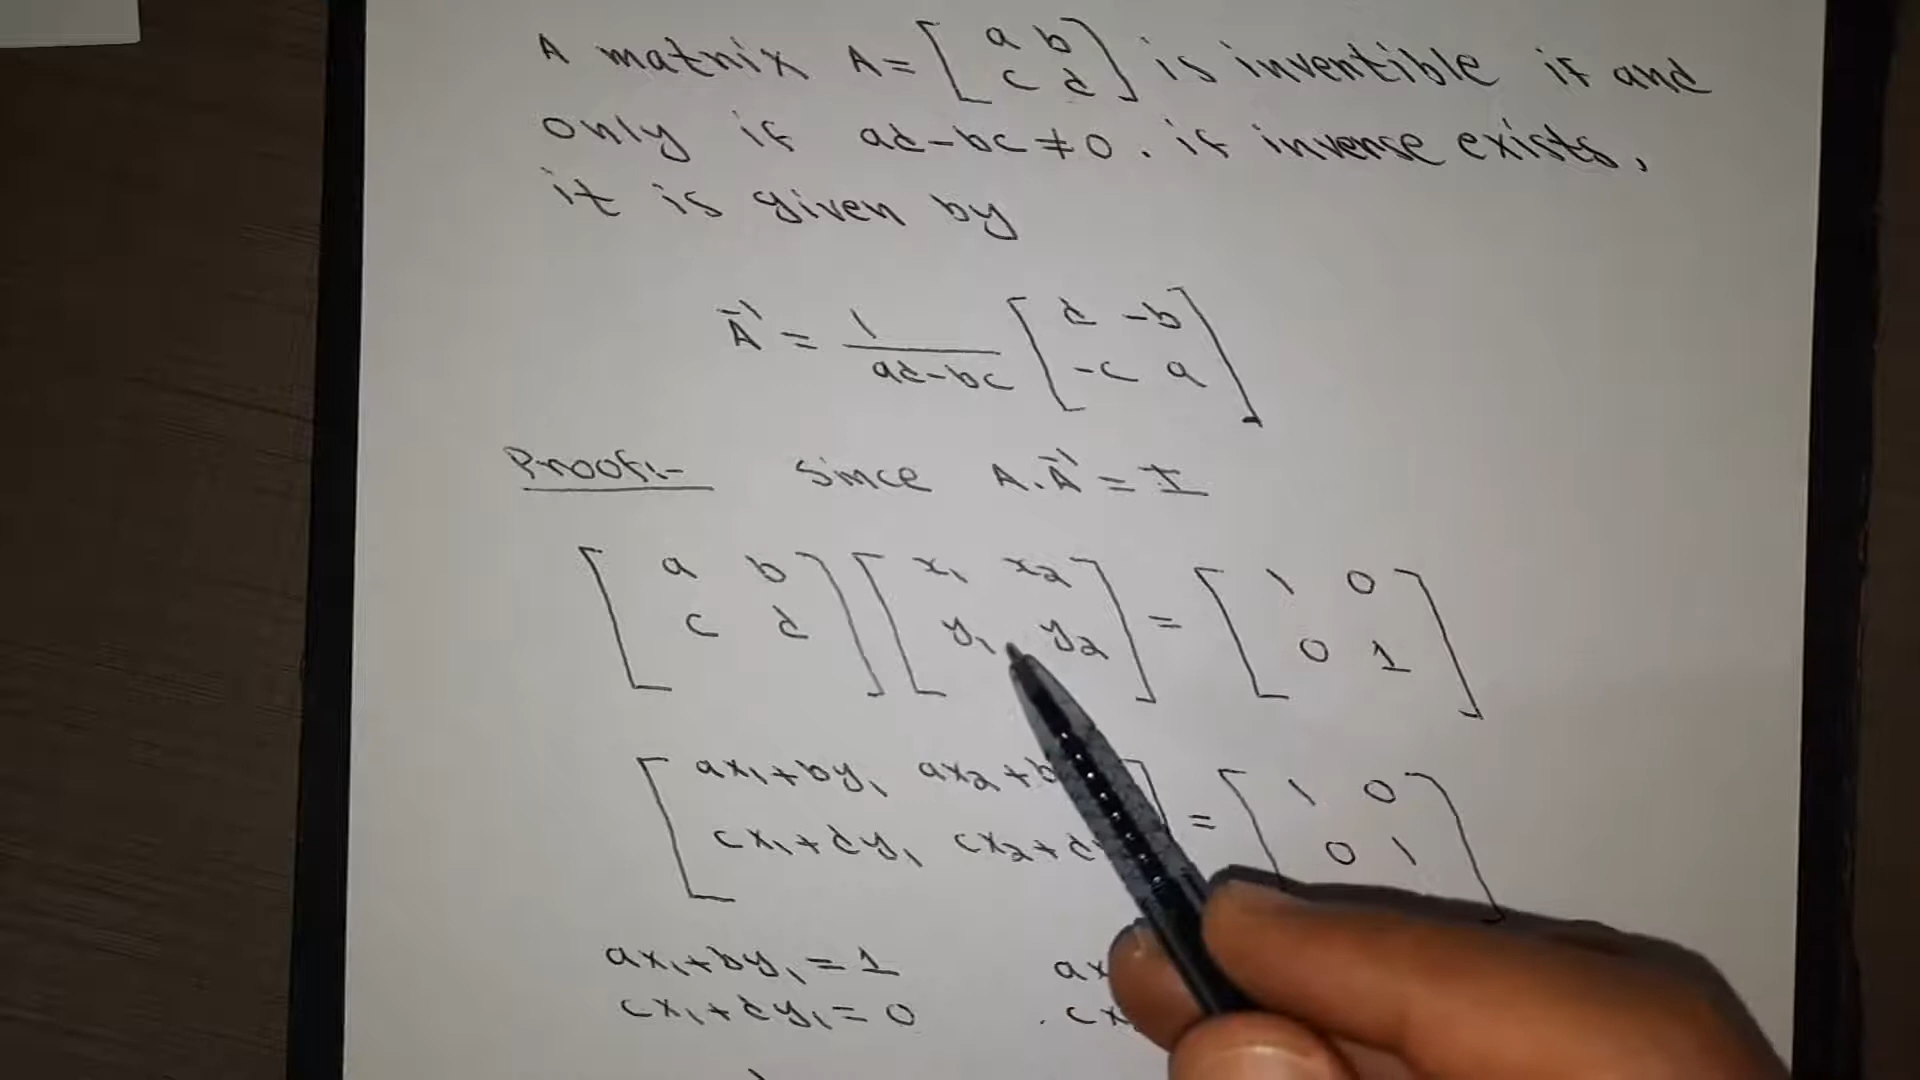 A matrix A = [ a b
c d ] is invertible if and
only if ad-bc ≠ 0. if inverse exists,
it is given by
A⁻¹ = 1/(ad-bc) [ d -b
-c a ]
Proof:- Since A.A⁻¹ = I
[ a b ] [ x₁ x₂ ] = [ 1 0 ]
[ c d ] [ y₁ y₂ ] = [ 0 1 ]
[ ax₁+by₁ ax₂+b = [ 1 0 ]
cx₁+dy₁ cx₂+d 0 1 ]
ax₁+by₁ = 1 ax
cx₁+dy₁ = 0 cx